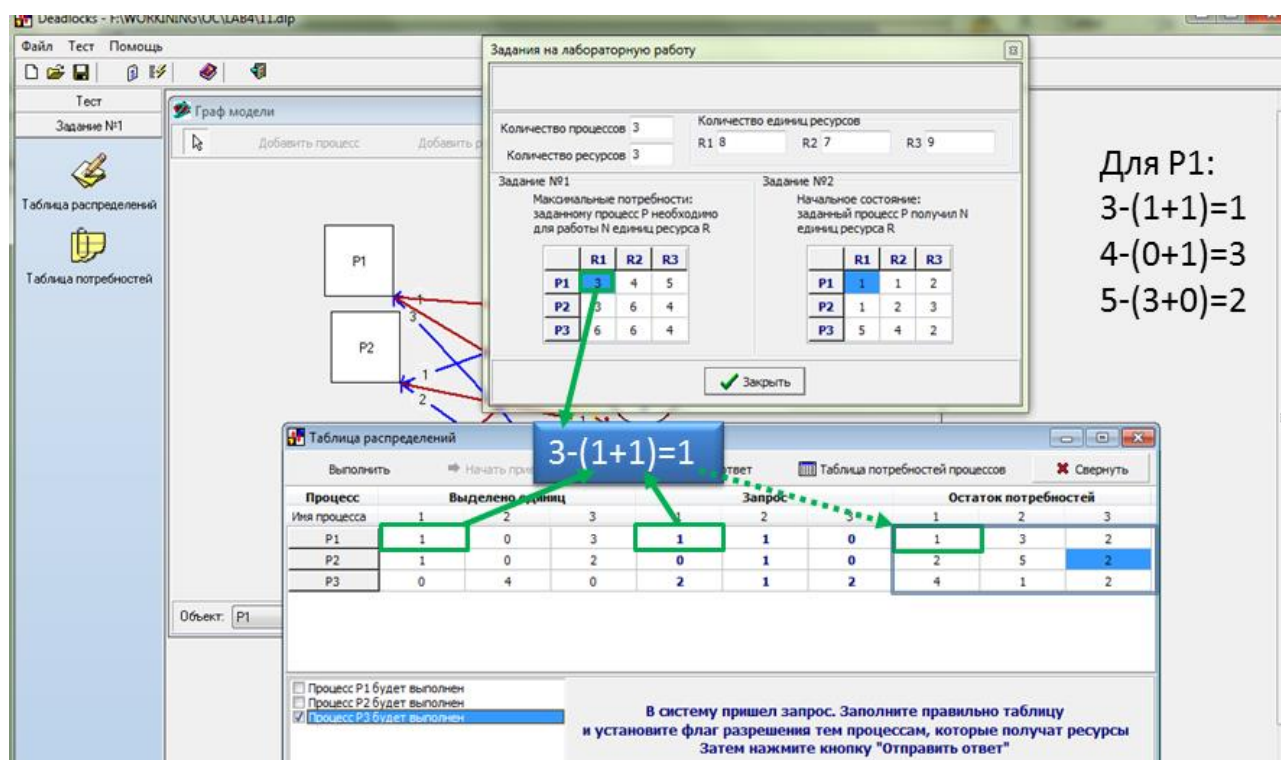 Deadlocks - F:\WORKINING\OC\LAB4\11.dlp
Файл Тест Помощь
Тест
Задание №1
Таблица распределений
Таблица потребностей
Граф модели
Добавить процесс
P1
P2
1
3
1
2
1
Объект: P1
Задания на лабораторную работу
Количество процессов 3
Количество ресурсов 3
Количество единиц ресурсов
R1 8 R2 7 R3 9
Задание №1
Максимальные потребности:
заданному процесс P необходимо
для работы N единиц ресурса R
R1 R2 R3
P1 3 4 5
P2 3 6 4
P3 6 6 4
Задание №2
Начальное состояние:
заданный процесс P получил N
единиц ресурса R
R1 R2 R3
P1 1 1 2
P2 1 2 3
P3 5 4 2
Закрыть
Для P1:
3-(1+1)=1
4-(0+1)=3
5-(3+0)=2
3-(1+1)=1
Таблица распределений
Выполнить Начать Таблица потребностей процессов Свернуть
Процесс Выделено единиц Запрос Остаток потребностей
Имя процесса 1 2 3 1 2 3 1 2 3
P1 1 0 3 1 1 0 1 3 2
P2 1 0 2 0 1 0 2 5 2
P3 0 4 0 2 1 2 4 1 2
Процесс P1 будет выполнен
Процесс P2 будет выполнен
Процесс P3 будет выполнен
В систему пришел запрос. Заполните правильно таблицу
и установите флаг разрешения тем процессам, которые получат ресурсы
Затем нажмите кнопку "Отправить ответ"